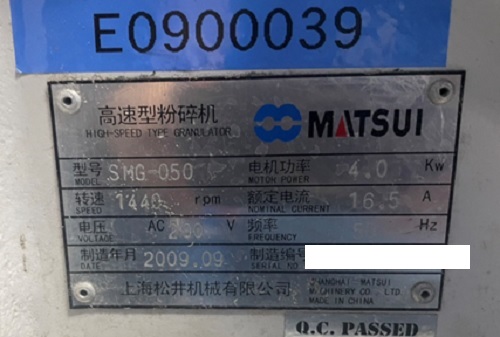 E0900039
高速型粉碎机
HIGH-SPEED TYPE GRANULATOR
MATSUI
型号 MODEL SMG-050 电机功率 MOTOR POWER 4.0 Kw
转速 SPEED 1440 rpm 额定电流 NOMINAL CURRENT 16.5 A
电压 VOLTAGE AC V 频率 FREQUENCY Hz
制造年月 DATE 2009.09 制造编号 SERIAL NO
上海松井机械有限公司 SHANGHAI MATSUI
MACHINERY CO. LTD
MADE IN CHINA
Q.C. PASSED